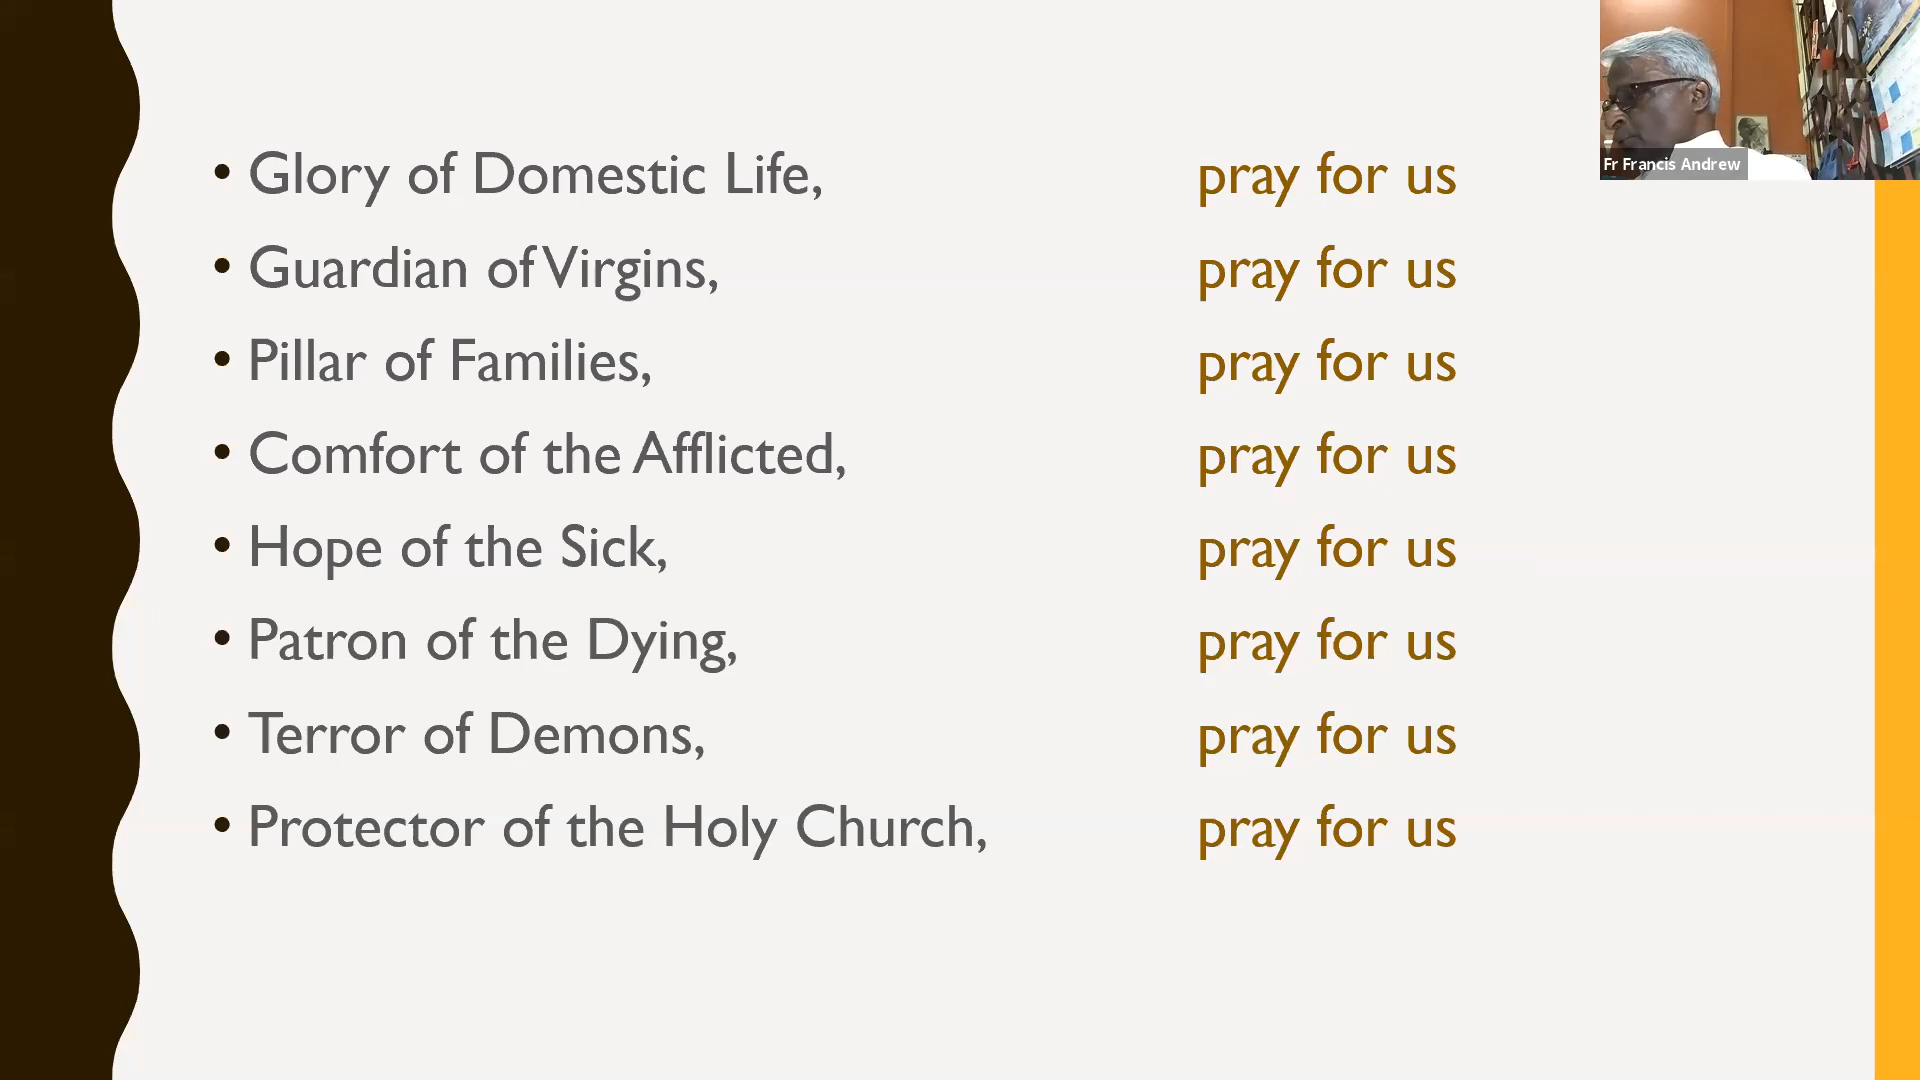 • Glory of Domestic Life, pray for us
• Guardian of Virgins, pray for us
• Pillar of Families, pray for us
• Comfort of the Afflicted, pray for us
• Hope of the Sick, pray for us
• Patron of the Dying, pray for us
• Terror of Demons, pray for us
• Protector of the Holy Church, pray for us
Fr Francis Andrew